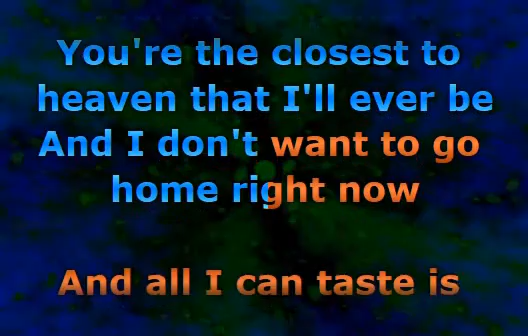 You're the closest to
heaven that I'll ever be
And I don't want to go
home right now
And all I can taste is